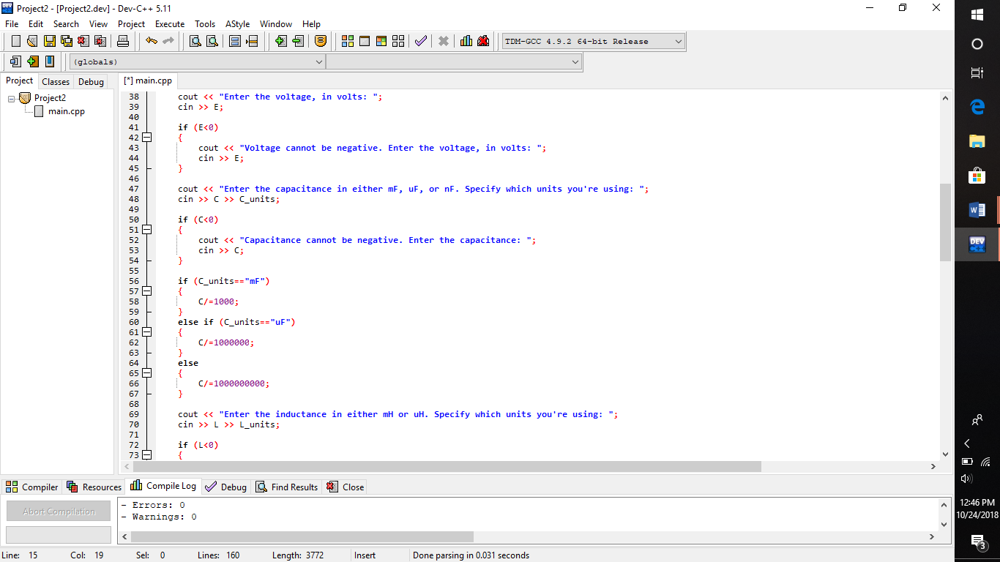 Project2 - [Project2.dev] - Dev-C++ 5.11
File Edit Search View Project Execute Tools AStyle Window Help
TDM-GCC 4.9.2 64-bit Release
(globals)
Project Classes Debug
[*] main.cpp
Project2
main.cpp
38 cout << "Enter the voltage, in volts: ";
39 cin >> E;
40
41 if (E<0)
42 {
43 cout << "Voltage cannot be negative. Enter the voltage, in volts: ";
44 cin >> E;
45 }
46
47 cout << "Enter the capacitance in either mF, uF, or nF. Specify which units you're using: ";
48 cin >> C >> C_units;
49
50 if (C<0)
51 {
52 cout << "Capacitance cannot be negative. Enter the capacitance: ";
53 cin >> C;
54 }
55
56 if (C_units=="mF")
57 {
58 C/=1000;
59 }
60 else if (C_units=="uF")
61 {
62 C/=1000000;
63 }
64 else
65 {
66 C/=1000000000;
67 }
68
69 cout << "Enter the inductance in either mH or uH. Specify which units you're using: ";
70 cin >> L >> L_units;
71
72 if (L<0)
73 {
Compiler Resources Compile Log Debug Find Results Close
Abort Compilation
- Errors: 0
- Warnings: 0
Line: 15 Col: 19 Sel: 0 Lines: 160 Length: 3772 Insert Done parsing in 0.031 seconds
DEV
12:46 PM
10/24/2018
3